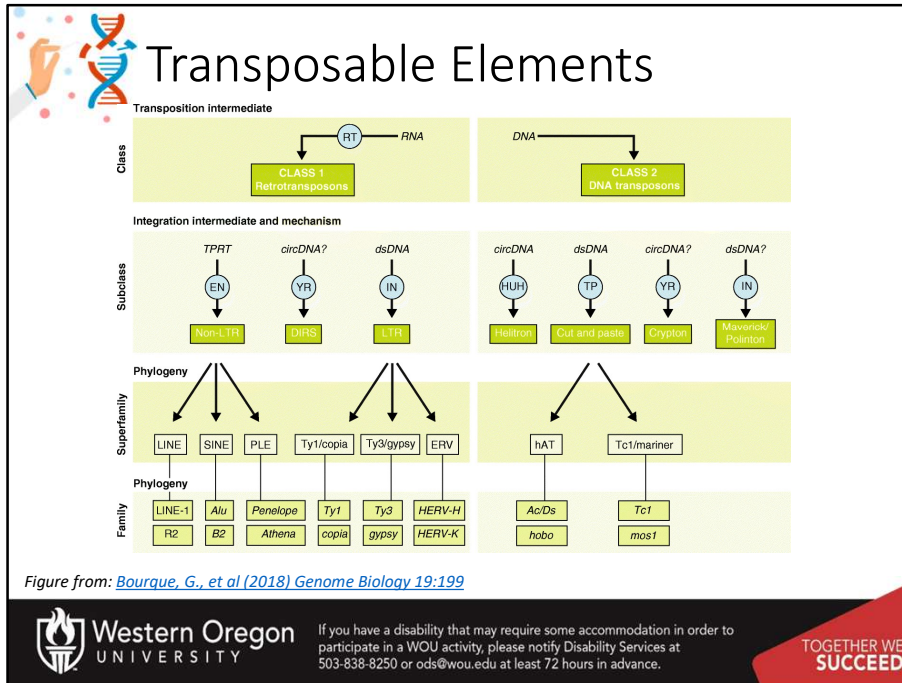 Transposable Elements
Transposition intermediate
Class
RT
RNA
DNA
CLASS 1
Retrotransposons
CLASS 2
DNA transposons
Integration intermediate and mechanism
Subclass
TPRT circDNA? dsDNA circDNA dsDNA circDNA? dsDNA?
EN YR IN HUH TP YR IN
Non-LTR DIRS LTR Helitron Cut and paste Crypton Maverick/
Polinton
Phylogeny
Superfamily
LINE SINE PLE Ty1/copia Ty3/gypsy ERV hAT Tc1/mariner
Phylogeny
Family
LINE-1 Alu Penelope Ty1 Ty3 HERV-H Ac/Ds Tc1
R2 B2 Athena copia gypsy HERV-K hobo mos1
Figure from: Bourque, G., et al (2018) Genome Biology 19:199
Western Oregon
UNIVERSITY
If you have a disability that may require some accommodation in order to
participate in a WOU activity, please notify Disability Services at
503-838-8250 or ods@wou.edu at least 72 hours in advance.
TOGETHER WE
SUCCEED